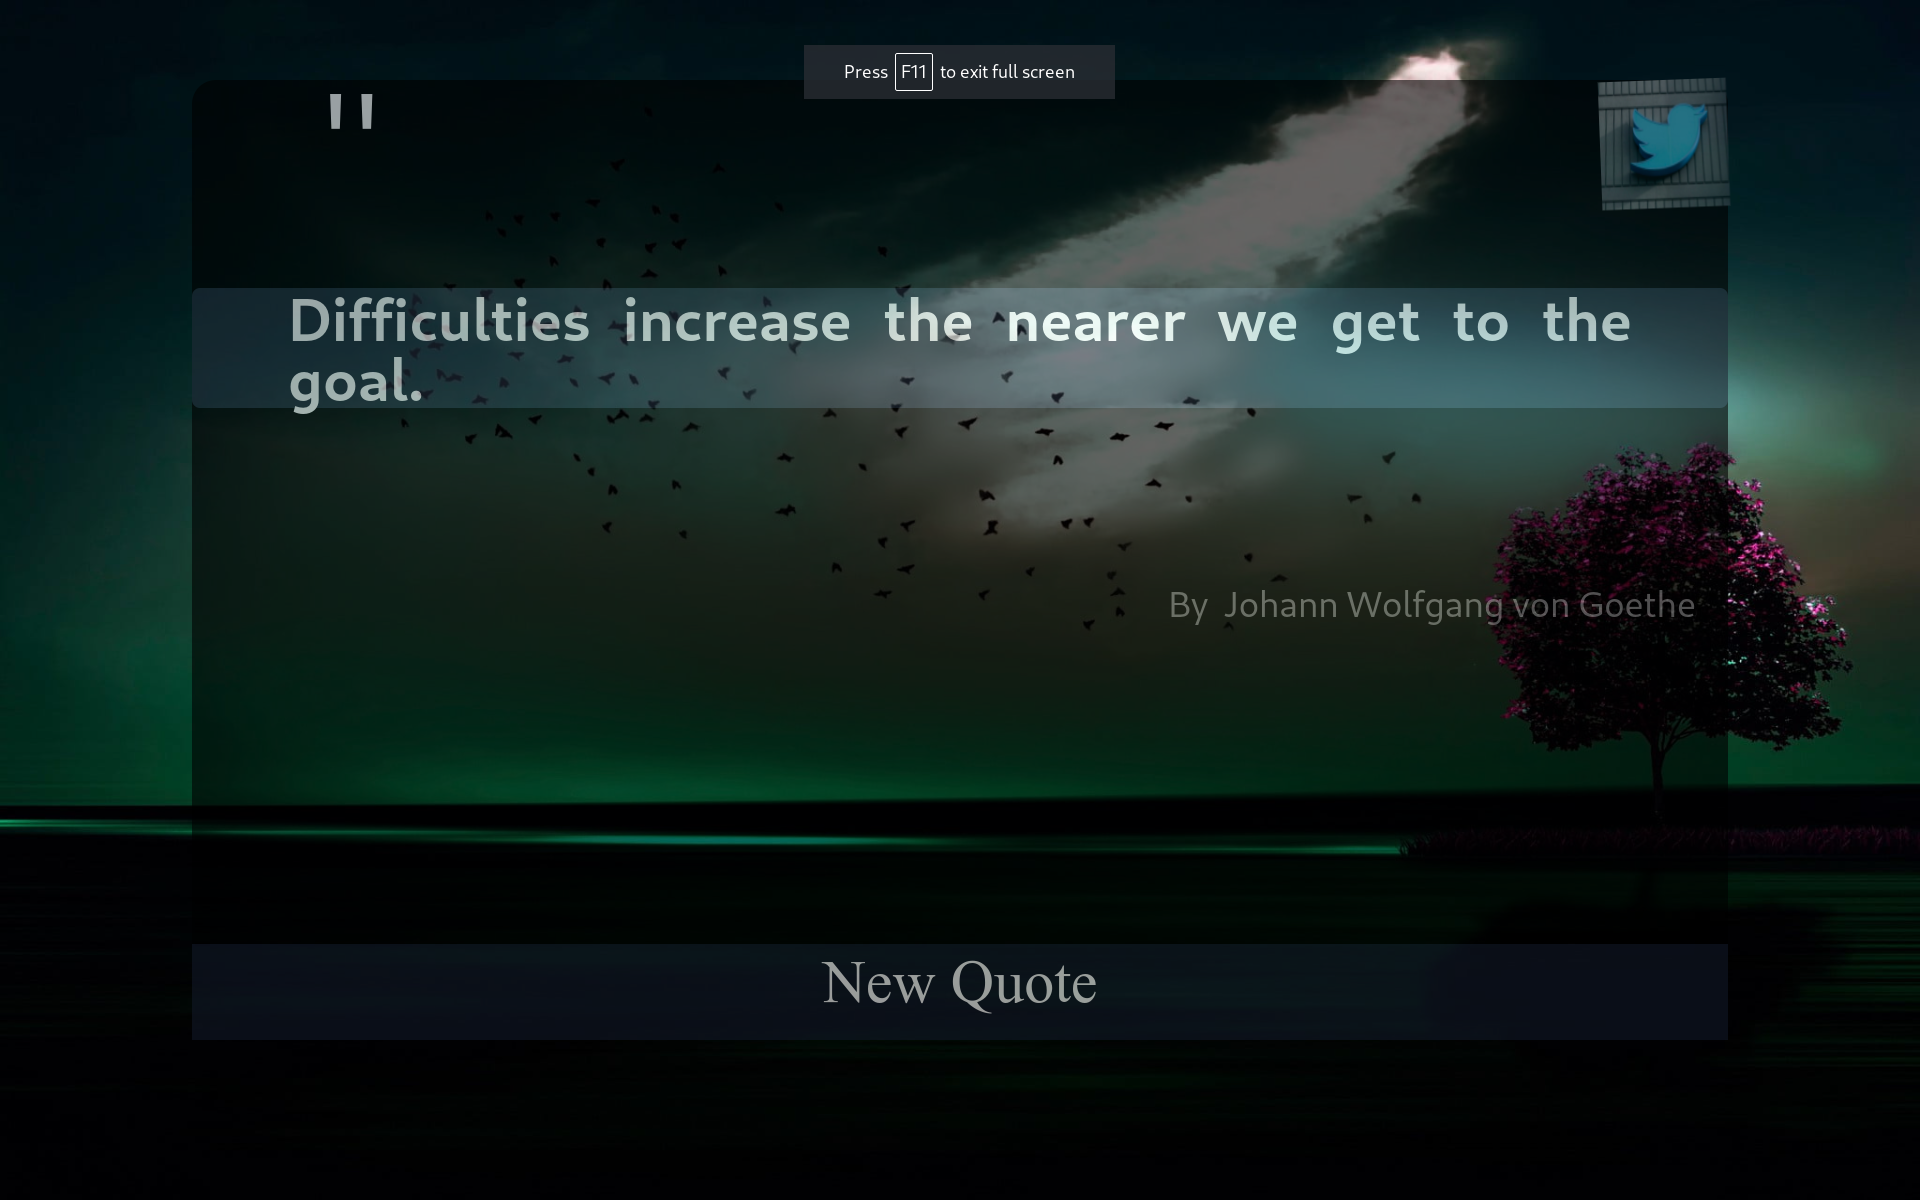 Press F11 to exit full screen
"
Difficulties increase the nearer we get to the
goal.
By Johann Wolfgang von Goethe
New Quote